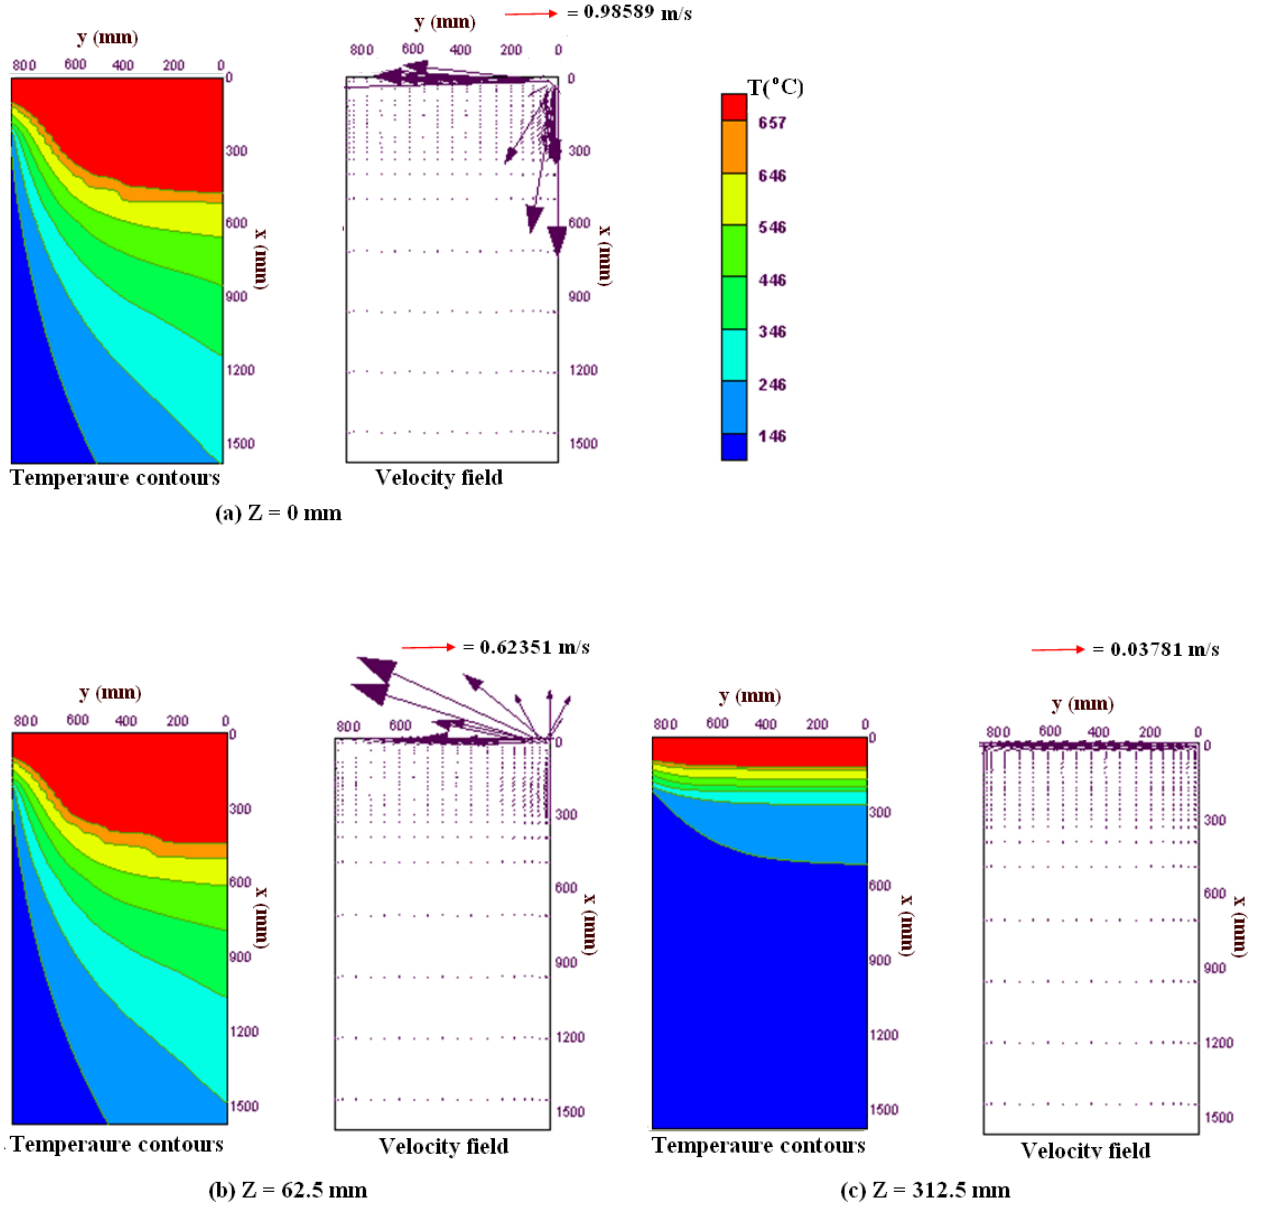 = 0.98589 m/s
y (mm)
y (mm)
800 600 400 200 0
0
300
600
900
1200
1500
x (mm)
Temperaure contours
800 600 400 200 0
0
300
600
900
1200
1500
x (mm)
Velocity field
T(°C)
657
646
546
446
346
246
146
(a) Z = 0 mm
= 0.62351 m/s
y (mm)
800 600 400 200 0
0
300
600
900
1200
1500
x (mm)
Temperaure contours
800 600
0
300
600
900
1200
1500
x (mm)
Velocity field
(b) Z = 62.5 mm
= 0.03781 m/s
y (mm)
800 600 400 200 0
0
300
600
900
1200
1500
x (mm)
Temperaure contours
y (mm)
800 600 400 200 0
0
300
600
900
1200
1500
x (mm)
Velocity field
(c) Z = 312.5 mm